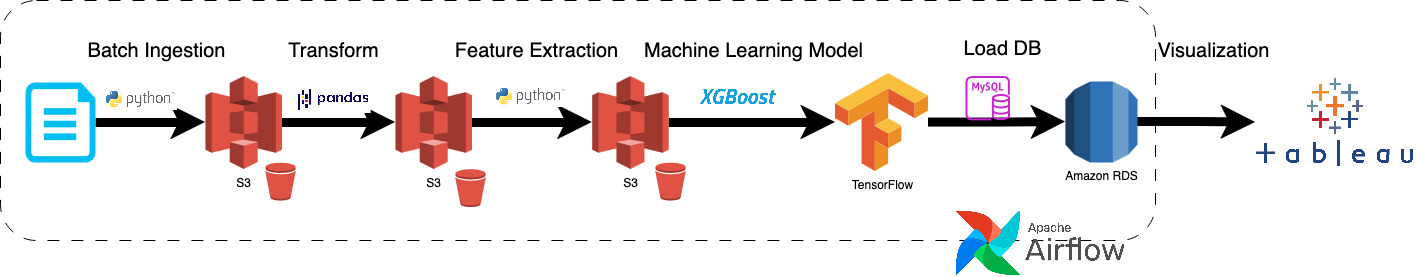 Batch Ingestion
Transform
Feature Extraction
Machine Learning Model
Load DB
Visualization
python
pandas
python
XGBoost
MySQL
tableau
S3
S3
S3
TensorFlow
Amazon RDS
Apache
Airflow